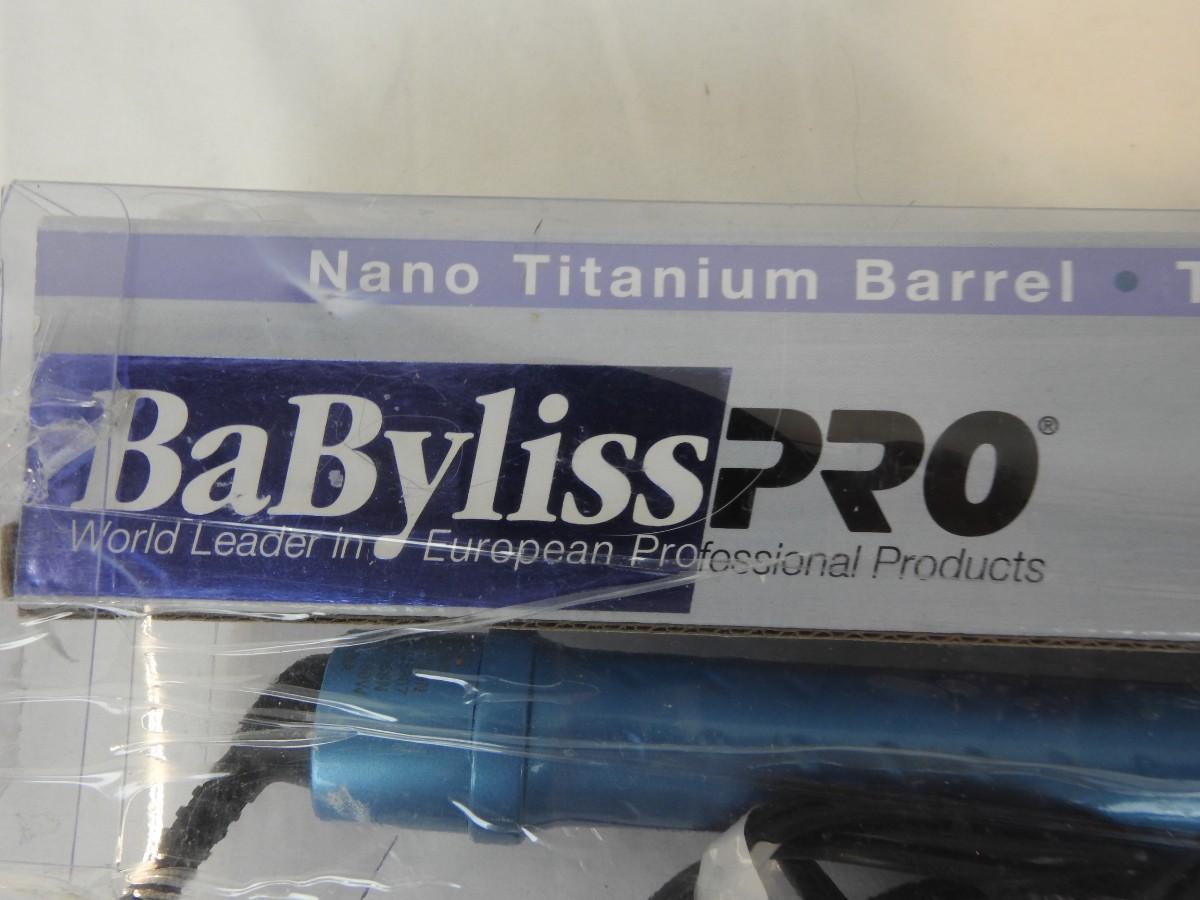 Nano Titanium Barrel •
BaBylissPRO®
World Leader in European Professional Products